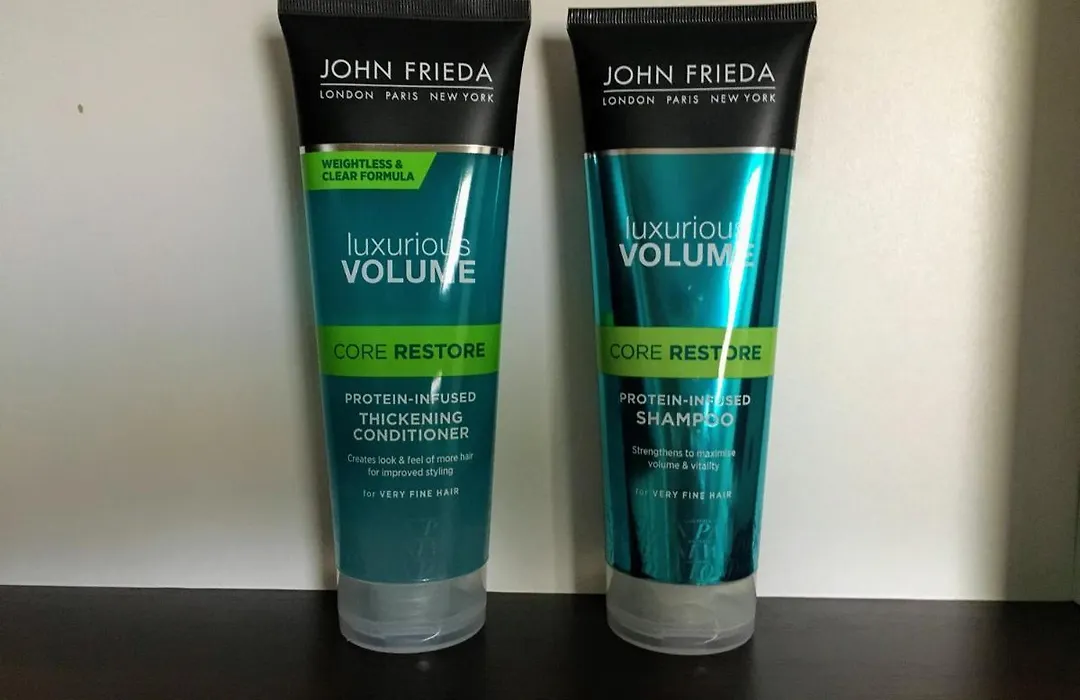 JOHN FRIEDA
LONDON PARIS NEW YORK
WEIGHTLESS &
CLEAR FORMULA
luxurious
VOLUME
CORE RESTORE
PROTEIN-INFUSED
THICKENING
CONDITIONER
Creates look & feel of more hair
for improved styling
for VERY FINE HAIR
JOHN FRIEDA
LONDON PARIS NEW YORK
luxurious
VOLUME
CORE RESTORE
PROTEIN-INFUSED
SHAMPOO
Strengthens to maximise
volume & vitality
for VERY FINE HAIR